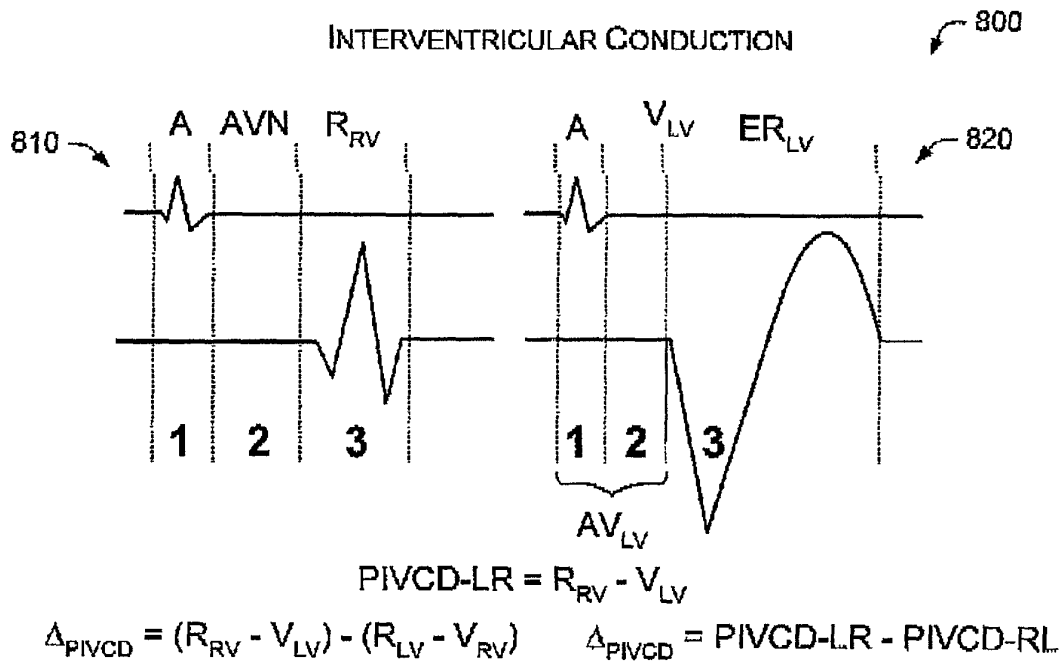 INTERVENTRICULAR CONDUCTION
800
810
A AVN R_RV
A V_LV ER_LV
820
1 2 3
1 2 3
AV_LV
PIVCD-LR = R_RV - V_LV
Δ_PIVCD = (R_RV - V_LV) - (R_LV - V_RV) Δ_PIVCD = PIVCD-LR - PIVCD-RL